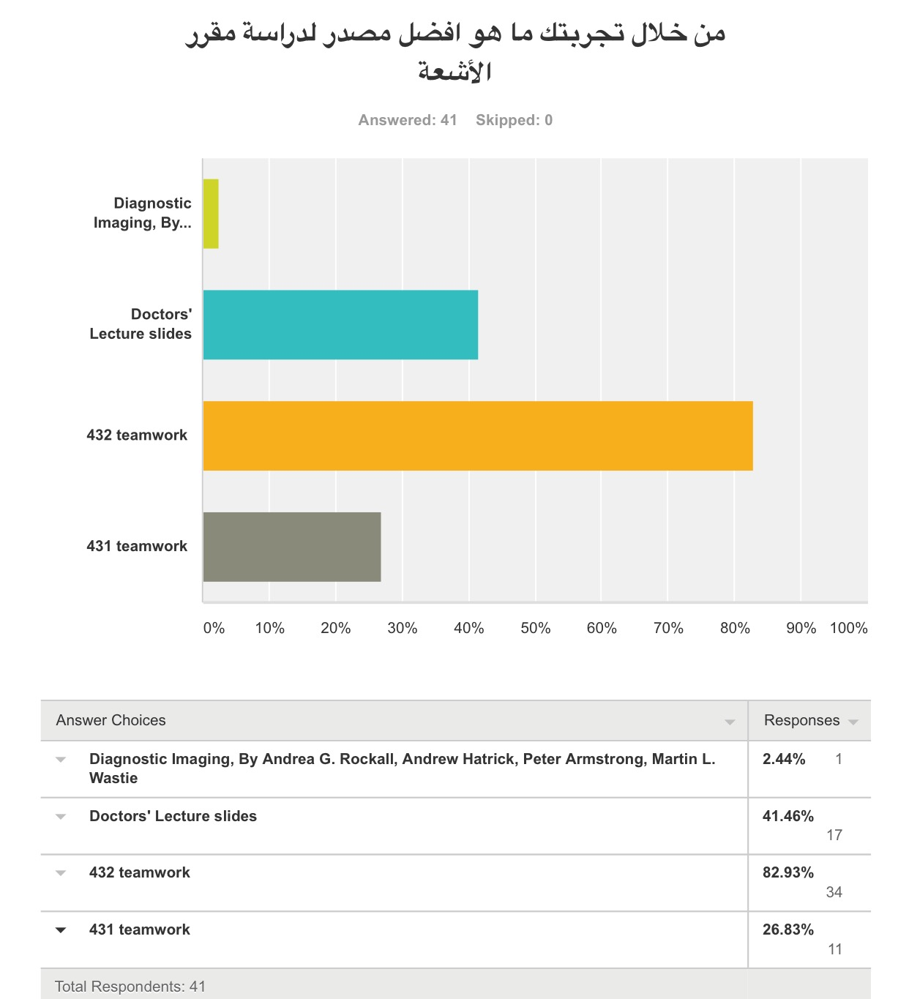 من خلال تجربتك ما هو افضل مصدر لدراسة مقرر
الأشعة
Answered: 41 Skipped: 0
Diagnostic
Imaging, By...
Doctors'
Lecture slides
432 teamwork
431 teamwork
0% 10% 20% 30% 40% 50% 60% 70% 80% 90% 100%
Answer Choices Responses
Diagnostic Imaging, By Andrea G. Rockall, Andrew Hatrick, Peter Armstrong, Martin L. 2.44% 1
Wastie
Doctors' Lecture slides 41.46%
17
432 teamwork 82.93%
34
431 teamwork 26.83%
11
Total Respondents: 41